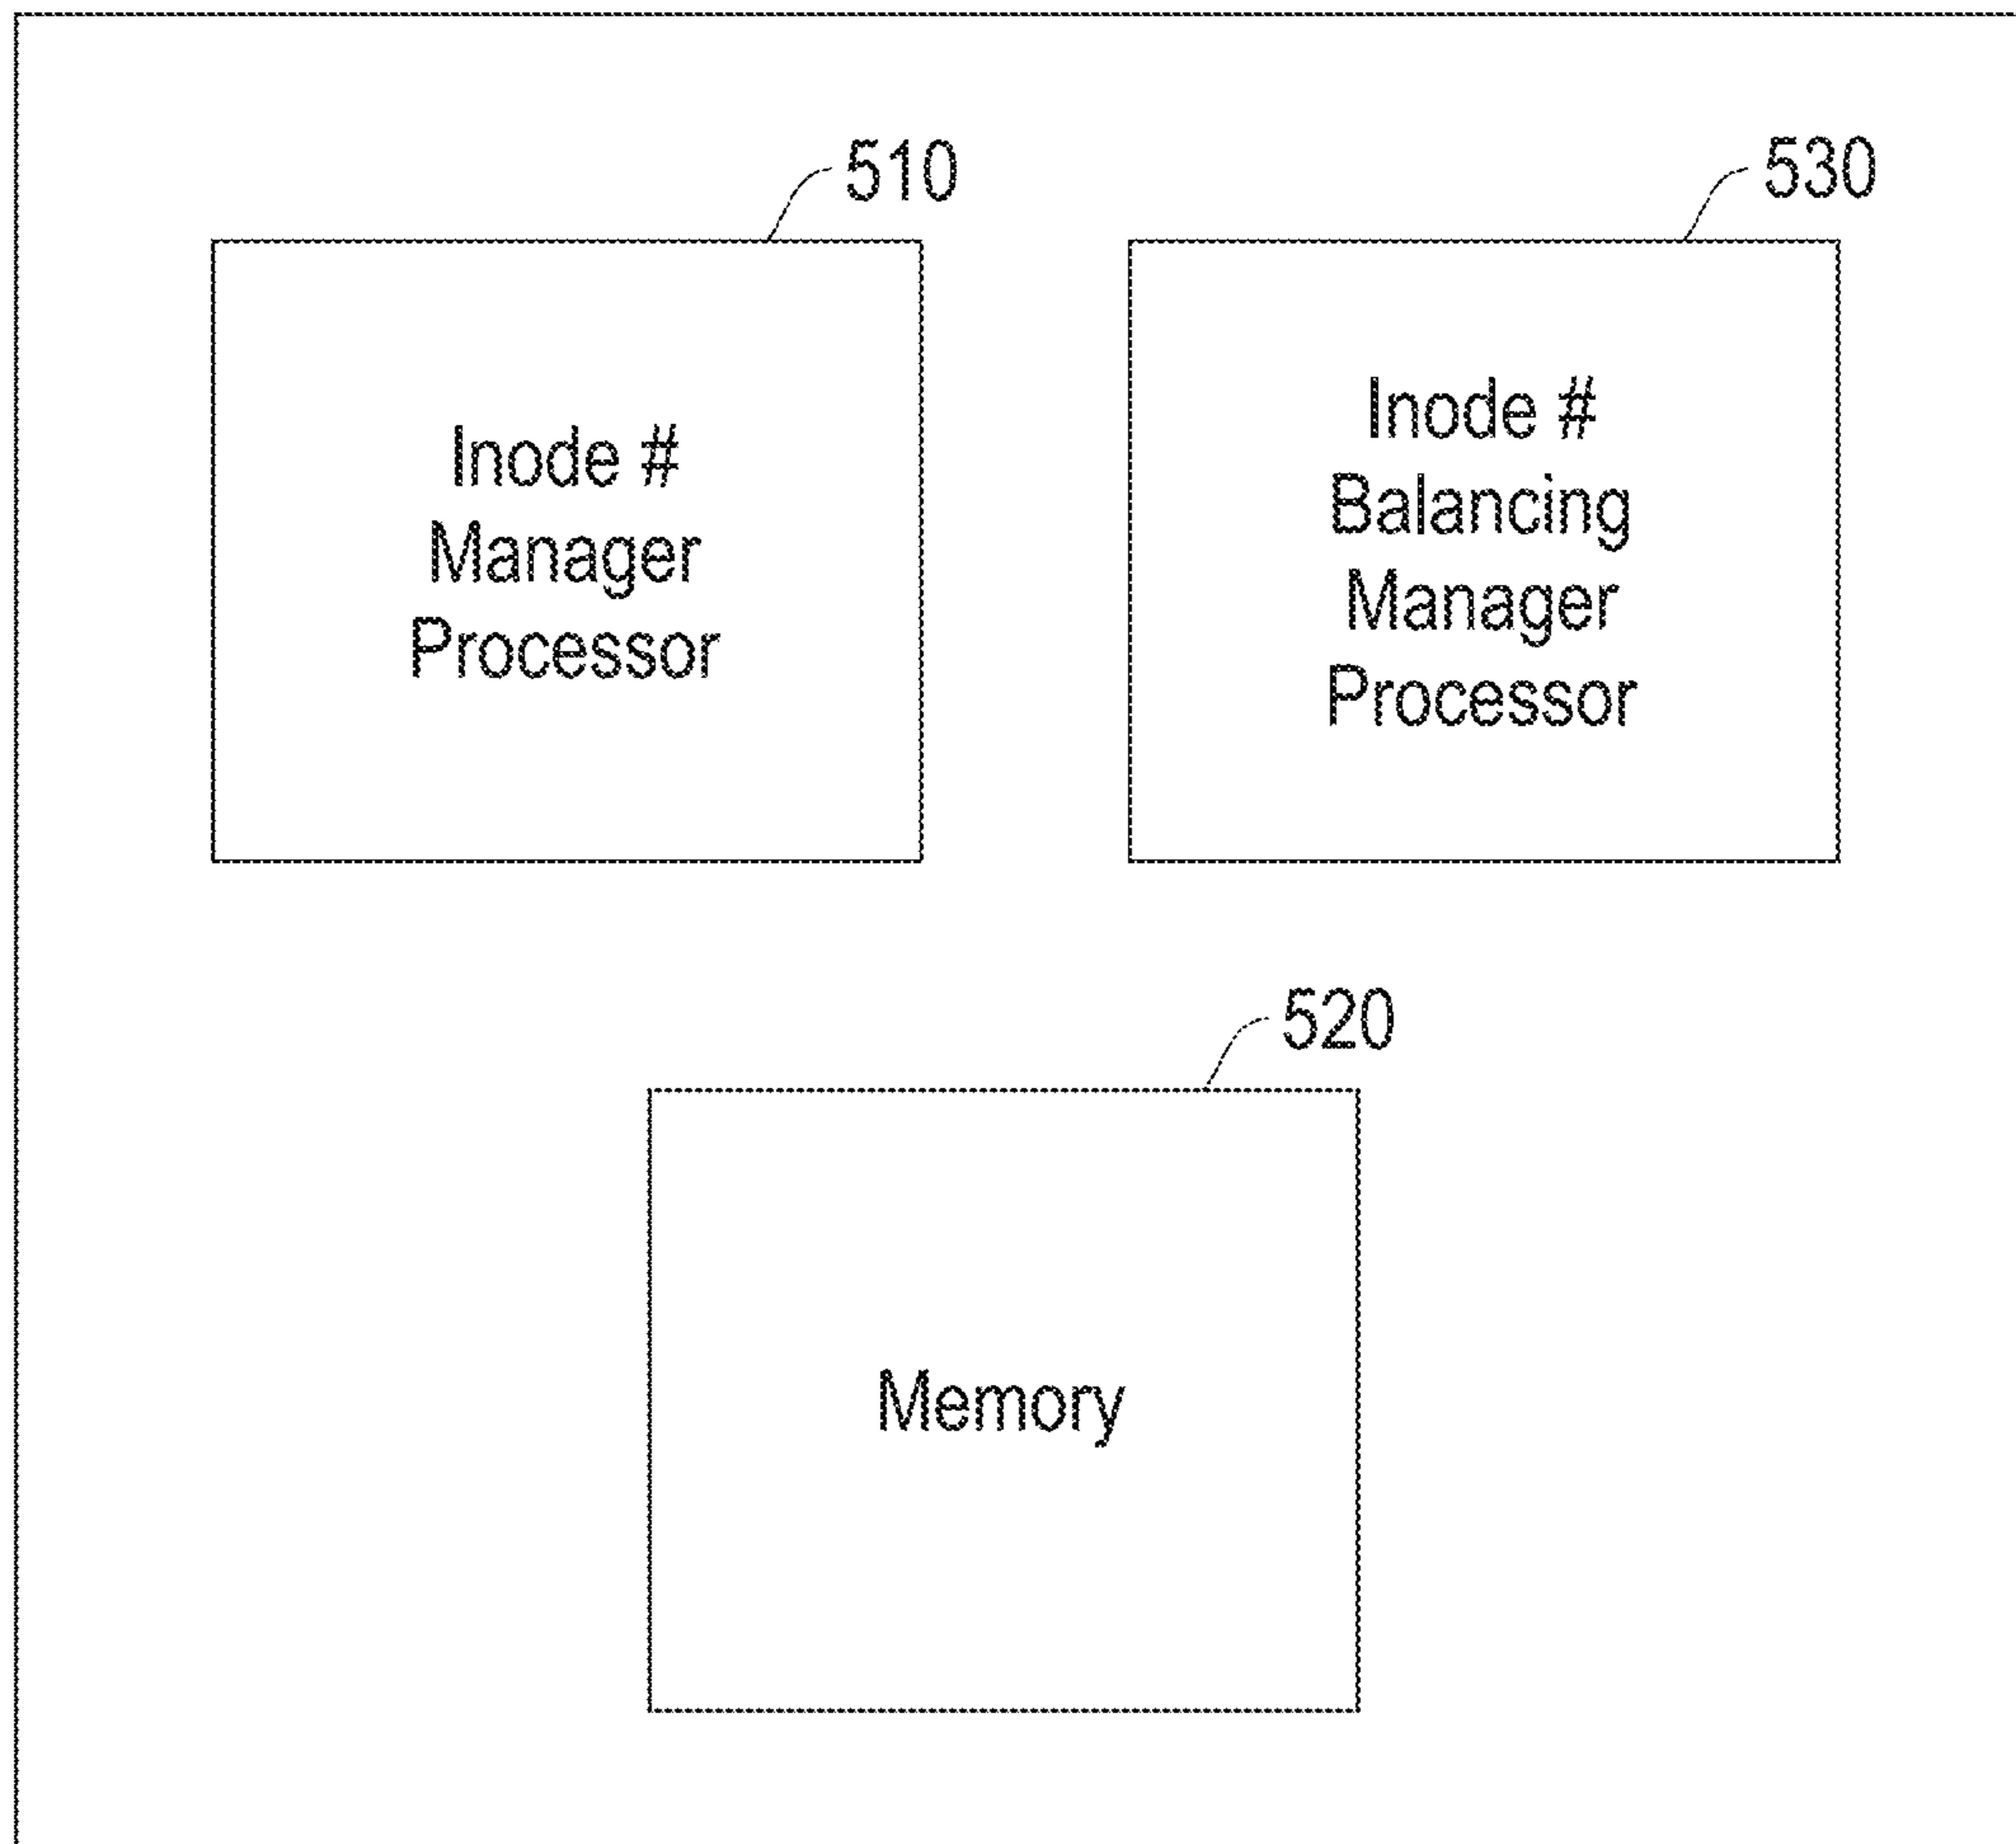 510
530
Inode #
Manager
Processor
Inode #
Balancing
Manager
Processor
520
Memory